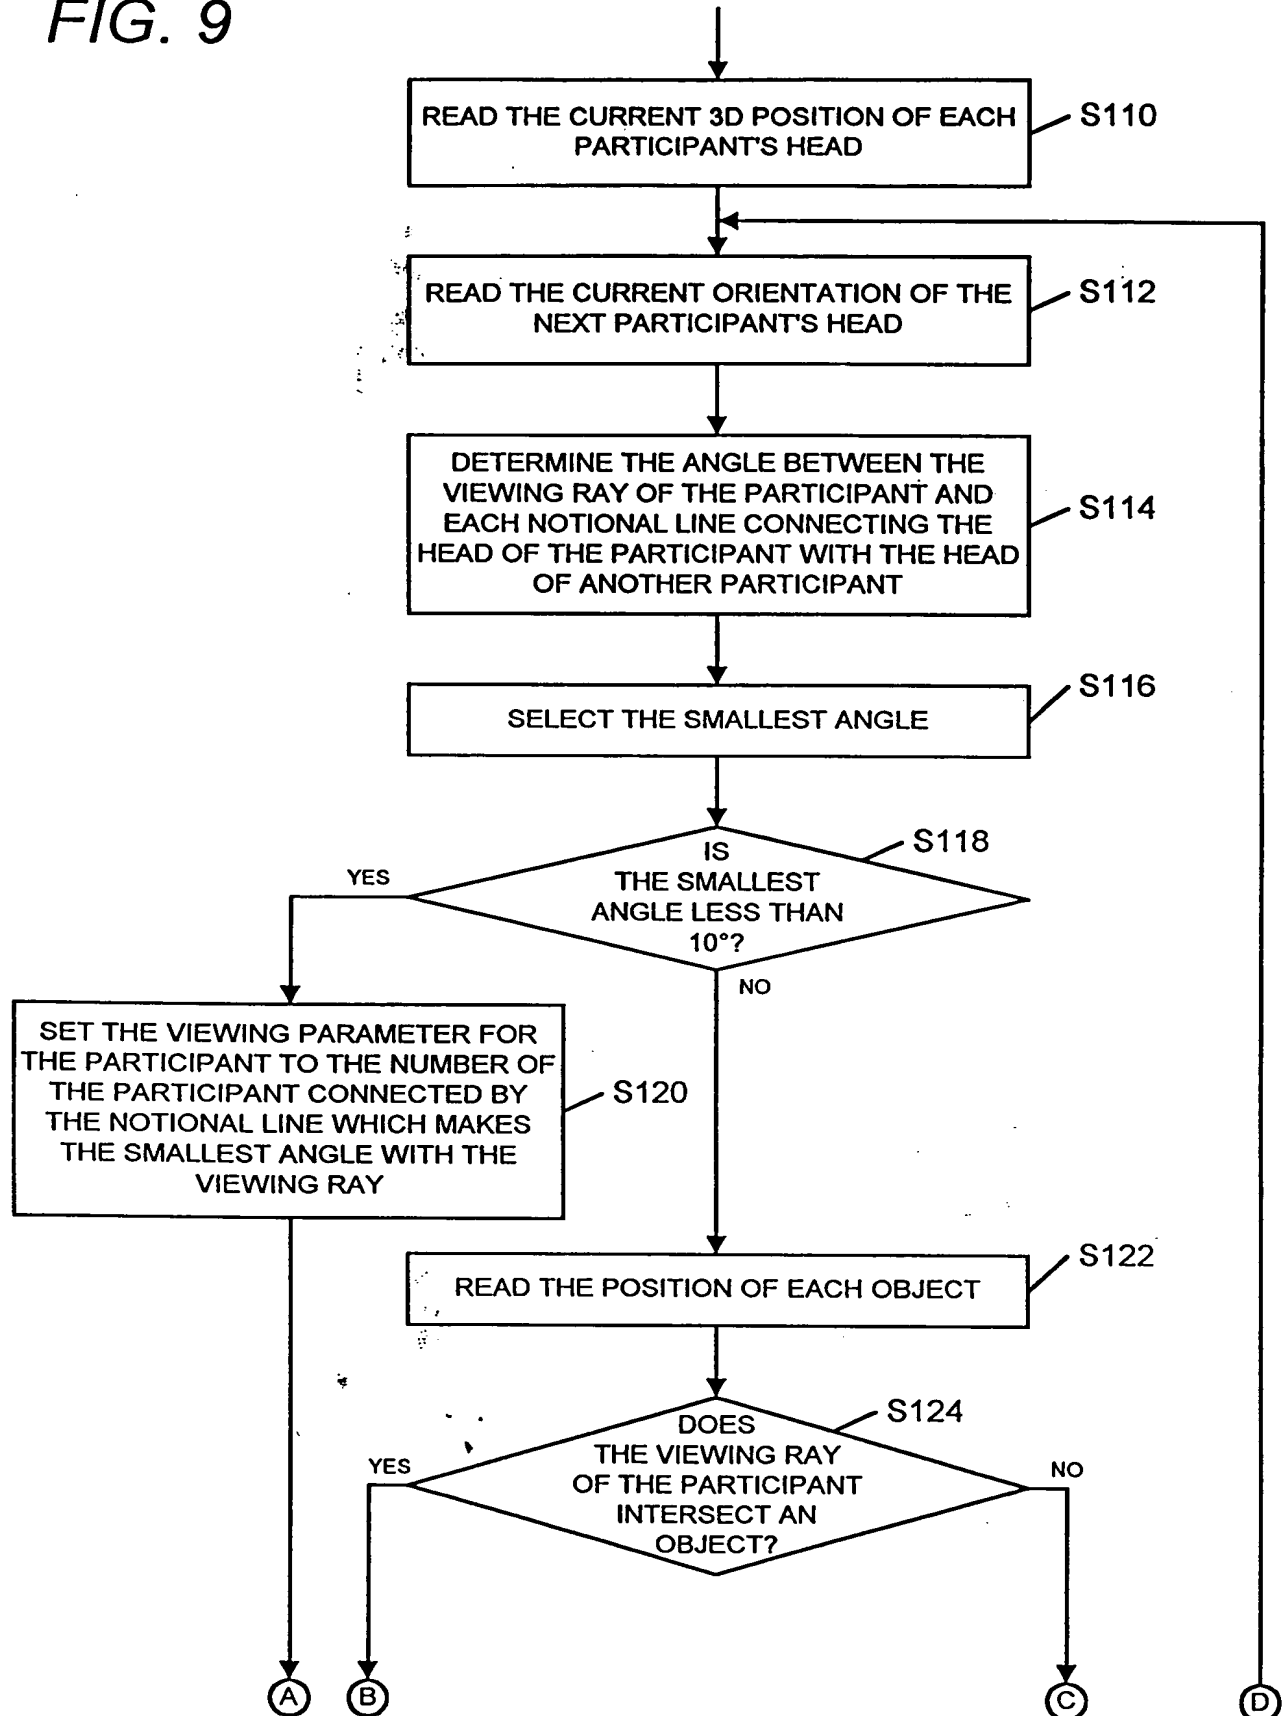 FIG. 9
READ THE CURRENT 3D POSITION OF EACH
PARTICIPANT'S HEAD
S110
READ THE CURRENT ORIENTATION OF THE
NEXT PARTICIPANT'S HEAD
S112
DETERMINE THE ANGLE BETWEEN THE
VIEWING RAY OF THE PARTICIPANT AND
EACH NOTIONAL LINE CONNECTING THE
HEAD OF THE PARTICIPANT WITH THE HEAD
OF ANOTHER PARTICIPANT
S114
SELECT THE SMALLEST ANGLE
S116
IS
THE SMALLEST
ANGLE LESS THAN
10°?
S118
YES
NO
SET THE VIEWING PARAMETER FOR
THE PARTICIPANT TO THE NUMBER OF
THE PARTICIPANT CONNECTED BY
THE NOTIONAL LINE WHICH MAKES
THE SMALLEST ANGLE WITH THE
VIEWING RAY
S120
READ THE POSITION OF EACH OBJECT
S122
DOES
THE VIEWING RAY
OF THE PARTICIPANT
INTERSECT AN
OBJECT?
S124
YES
NO
A
B
C
D